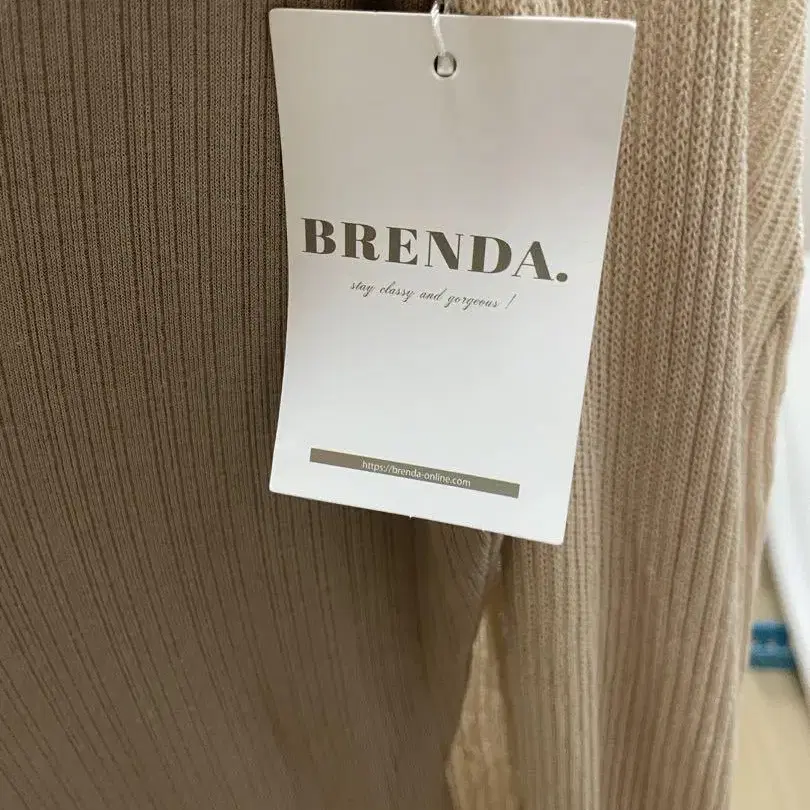 BRENDA.
stay classy and gorgeous !
https://brenda-online.com